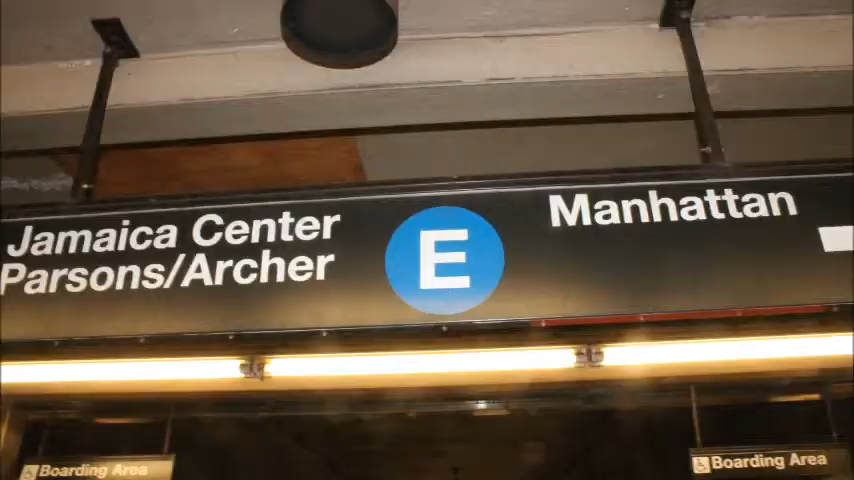 Jamaica Center
Parsons/Archer
E
Manhattan
Boarding Area
Boarding Area